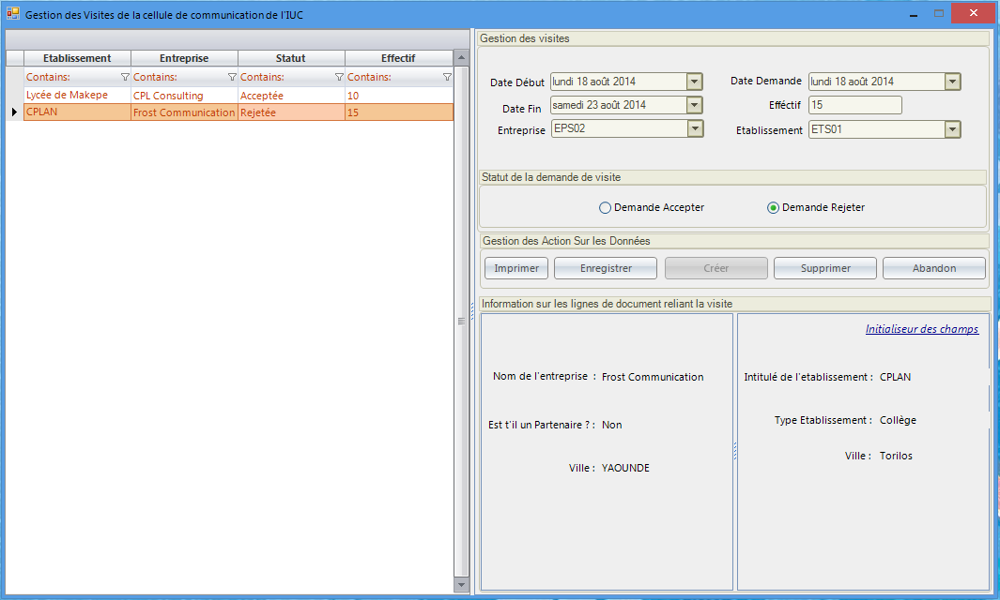 Gestion des Visites de la cellule de communication de l'IUC
Etablissement Entreprise Statut Effectif
Contains: Contains: Contains: Contains:
Lycée de Makepe CPL Consulting Acceptée 10
CPLAN Frost Communication Rejetée 15
Gestion des visites
Date Début lundi 18 août 2014 Date Demande lundi 18 août 2014
Date Fin samedi 23 août 2014 Efféctif 15
Entreprise EPS02 Etablissement ETS01
Statut de la demande de visite
Demande Accepter Demande Rejeter
Gestion des Action Sur les Données
Imprimer Enregistrer Créer Supprimer Abandon
Information sur les lignes de document reliant la visite
Initialiseur des champs
Nom de l'entreprise : Frost Communication
Est t'il un Partenaire ? : Non
Ville : YAOUNDE
Intitulé de l'etablissement : CPLAN
Type Etablissement : Collège
Ville : Torilos